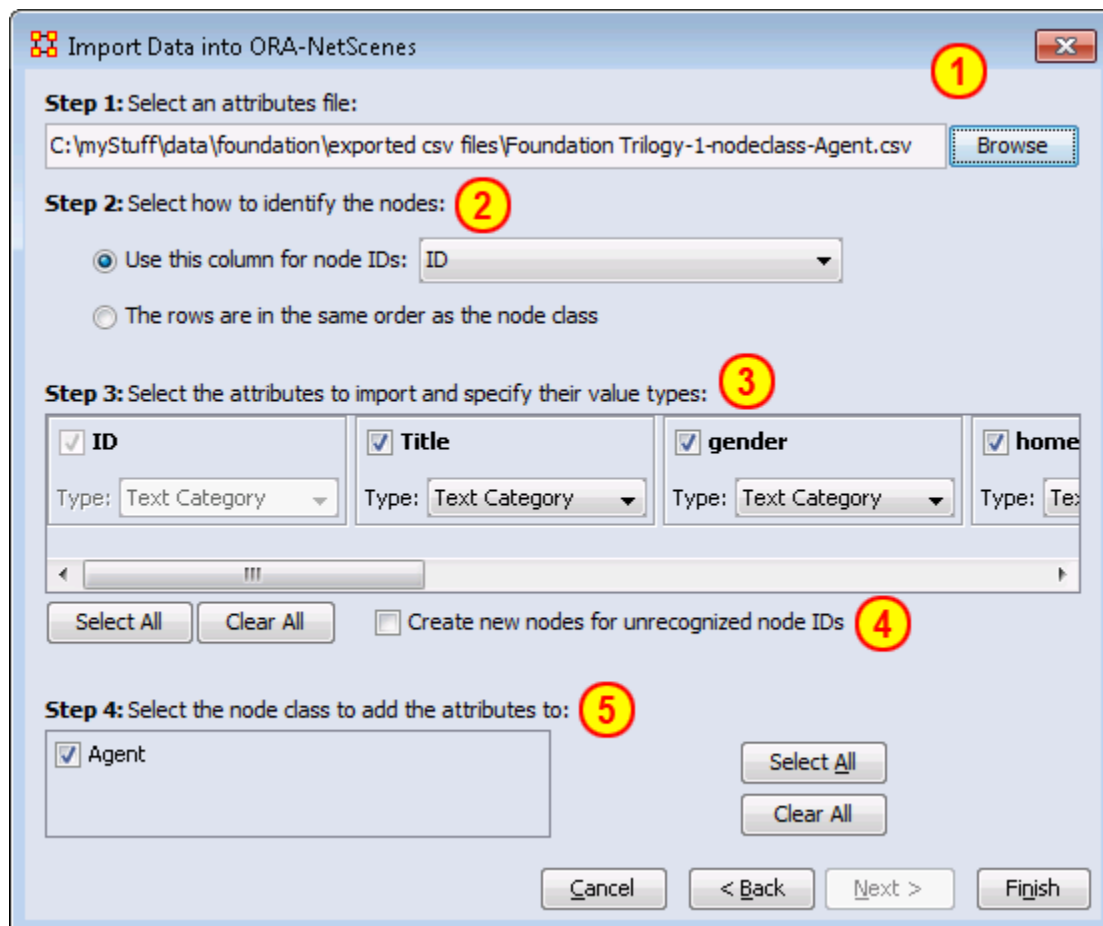 Import Data into ORA-NetScenes
1
Step 1: Select an attributes file:
C:\myStuff\data\foundation\exported csv files\Foundation Trilogy-1-nodeclass-Agent.csv Browse
Step 2: Select how to identify the nodes: 2
Use this column for node IDs: ID
The rows are in the same order as the node class
Step 3: Select the attributes to import and specify their value types: 3
ID Title gender home
Type: Text Category Type: Text Category Type: Text Category Type: Tex
Select All Clear All Create new nodes for unrecognized node IDs 4
Step 4: Select the node class to add the attributes to: 5
Agent
Select All
Clear All
Cancel < Back Next > Finish